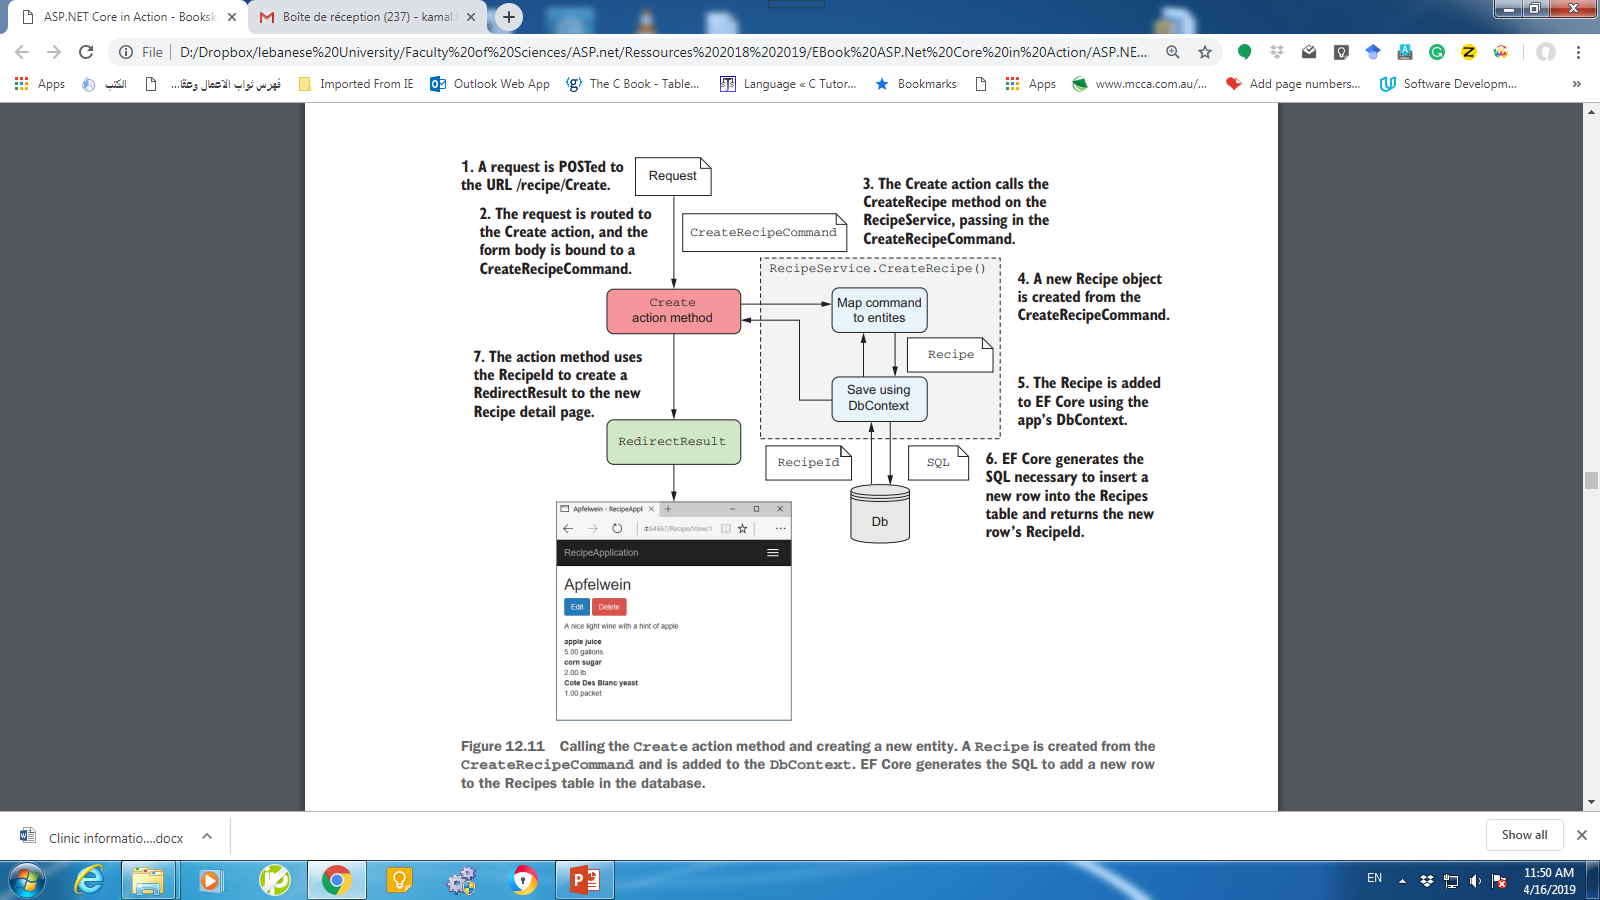 ASP.NET Core in Action - Booksk
Boîte de réception (237) - kamal.
File
D:/Dropbox/lebanese%20University/Faculty%20of%20Sciences/ASP.net/Ressources%202018%202019/EBook%20ASP.Net%20Core%20in%20Action/ASP.NE...
Apps
الكتب
فهرس ثواب الاعمال وعقا...
Imported From IE
Outlook Web App
The C Book - Table...
Language « C Tutor...
Bookmarks
Apps
www.mcca.com.au/...
Add page numbers...
Software Developm...
»
1. A request is POSTed to
the URL /recipe/Create.
Request
2. The request is routed to
the Create action, and the
form body is bound to a
CreateRecipeCommand.
CreateRecipeCommand
3. The Create action calls the
CreateRecipe method on the
RecipeService, passing in the
CreateRecipeCommand.
RecipeService.CreateRecipe()
Create
action method
Map command
to entites
4. A new Recipe object
is created from the
CreateRecipeCommand.
Recipe
7. The action method uses
the RecipeId to create a
RedirectResult to the new
Recipe detail page.
Save using
DbContext
5. The Recipe is added
to EF Core using the
app's DbContext.
RedirectResult
RecipeId
SQL
6. EF Core generates the
SQL necessary to insert a
new row into the Recipes
table and returns the new
row's RecipeId.
Db
Apfelwein - RecipeAppl
:64667/Recipe/View/1
RecipeApplication
Apfelwein
Edit
Delete
A nice light wine with a hint of apple
apple juice
5.00 gallons
corn sugar
2.00 lb
Cote Des Blanc yeast
1.00 packet
Figure 12.11 Calling the Create action method and creating a new entity. A Recipe is created from the
CreateRecipeCommand and is added to the DbContext. EF Core generates the SQL to add a new row
to the Recipes table in the database.
Clinic informatio....docx
Show all
EN
11:50 AM
4/16/2019